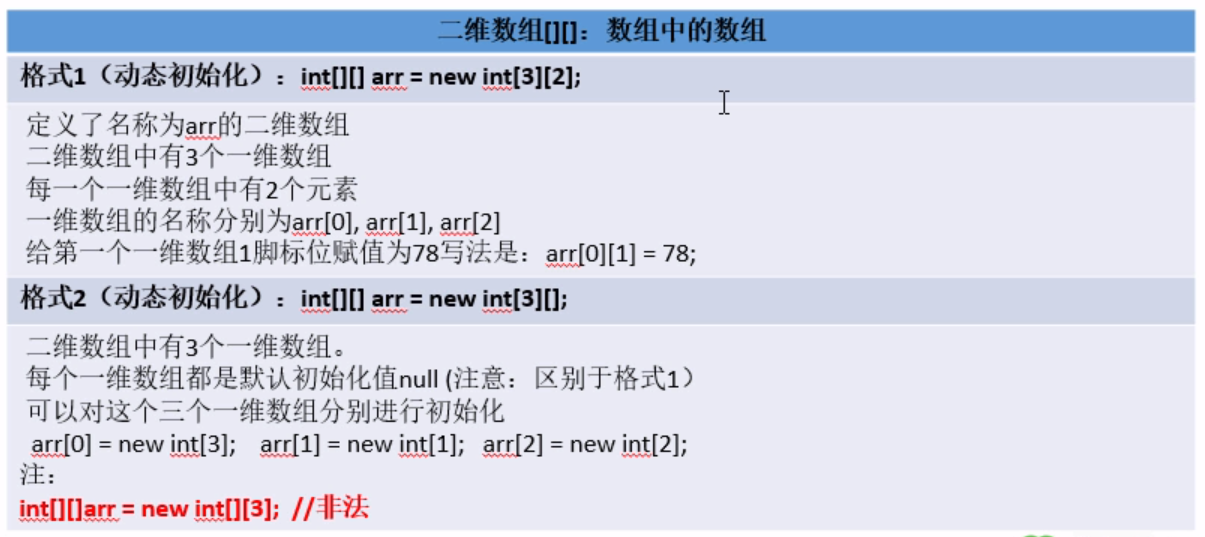 二维数组[][]：数组中的数组
格式1（动态初始化）：int[][] arr = new int[3][2];
定义了名称为arr的二维数组
二维数组中有3个一维数组
每一个一维数组中有2个元素
一维数组的名称分别为arr[0], arr[1], arr[2]
给第一个一维数组1脚标位赋值为78写法是：arr[0][1] = 78;
格式2（动态初始化）：int[][] arr = new int[3][];
二维数组中有3个一维数组。
每个一维数组都是默认初始化值null (注意：区别于格式1）
可以对这个三个一维数组分别进行初始化
arr[0] = new int[3]; arr[1] = new int[1]; arr[2] = new int[2];
注：
int[][]arr = new int[][3]; //非法